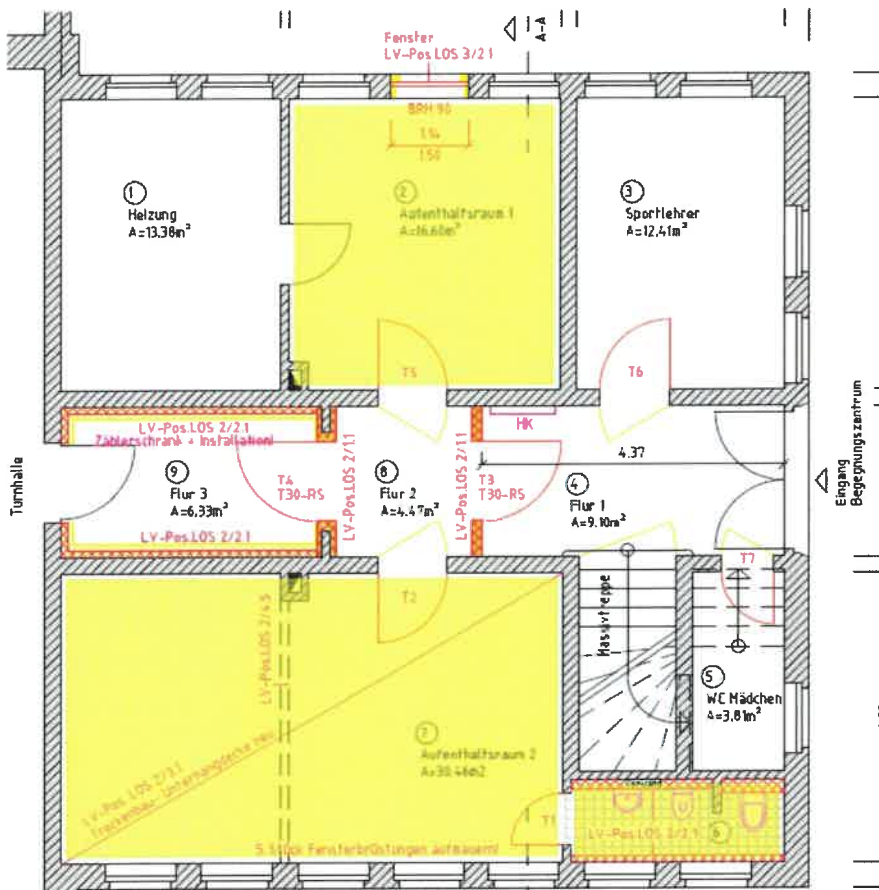 Fenster
LV-Pos LOS 3/2.1
A-A
BRH 90
1.14
1.50
1
Heizung
A=13.38m²
2
Aufenthaltsraum 1
A=16.60m²
3
Sportlehrer
A=12.41m²
T5
T6
LV-Pos.LOS 2/2.1
Zählerschrank + Installation!
HK
Turnhalle
9
Flur 3
A=6.33m²
T4
T30-RS
LV-Pos.LOS 2/1.1
8
Flur 2
A=4.47m²
LV-Pos.LOS 2/1.1
T3
T30-RS
4.37
4
Flur 1
A=9.10m²
Eingang
Begegnungszentrum
LV-Pos.LOS 2/2.1
T2
T7
LV-Pos.LOS 2/4.5
Massivtreppe
5
WC Mädchen
A=3.81m²
7
Aufenthaltsraum 2
A=30.46m2
LV-Pos LOS 2/3.1
Trockenbau- Unterhangdecke neu
5 Stück Fensterbrüstungen aufmauern!
T1
LV-Pos LOS 2/2.1
6